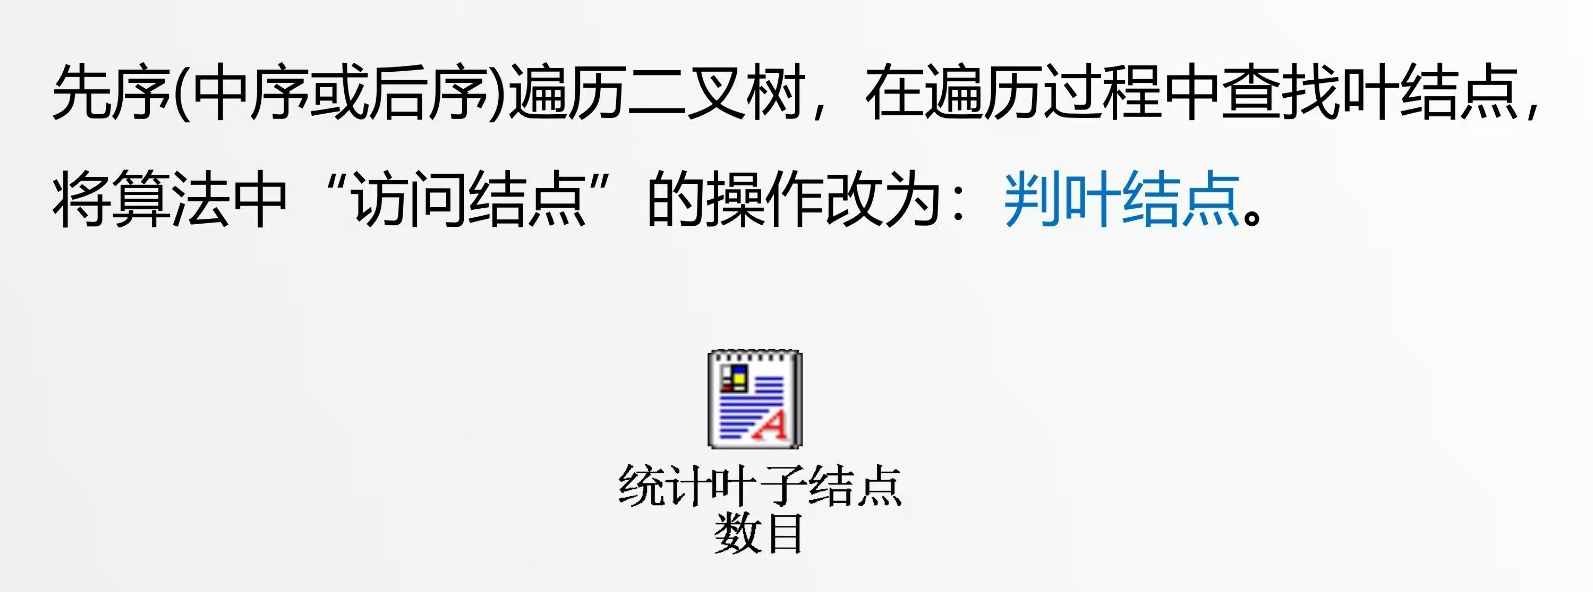 先序(中序或后序)遍历二叉树，在遍历过程中查找叶结点，
将算法中“访问结点”的操作改为：判叶结点。
A
统计叶子结点
数目